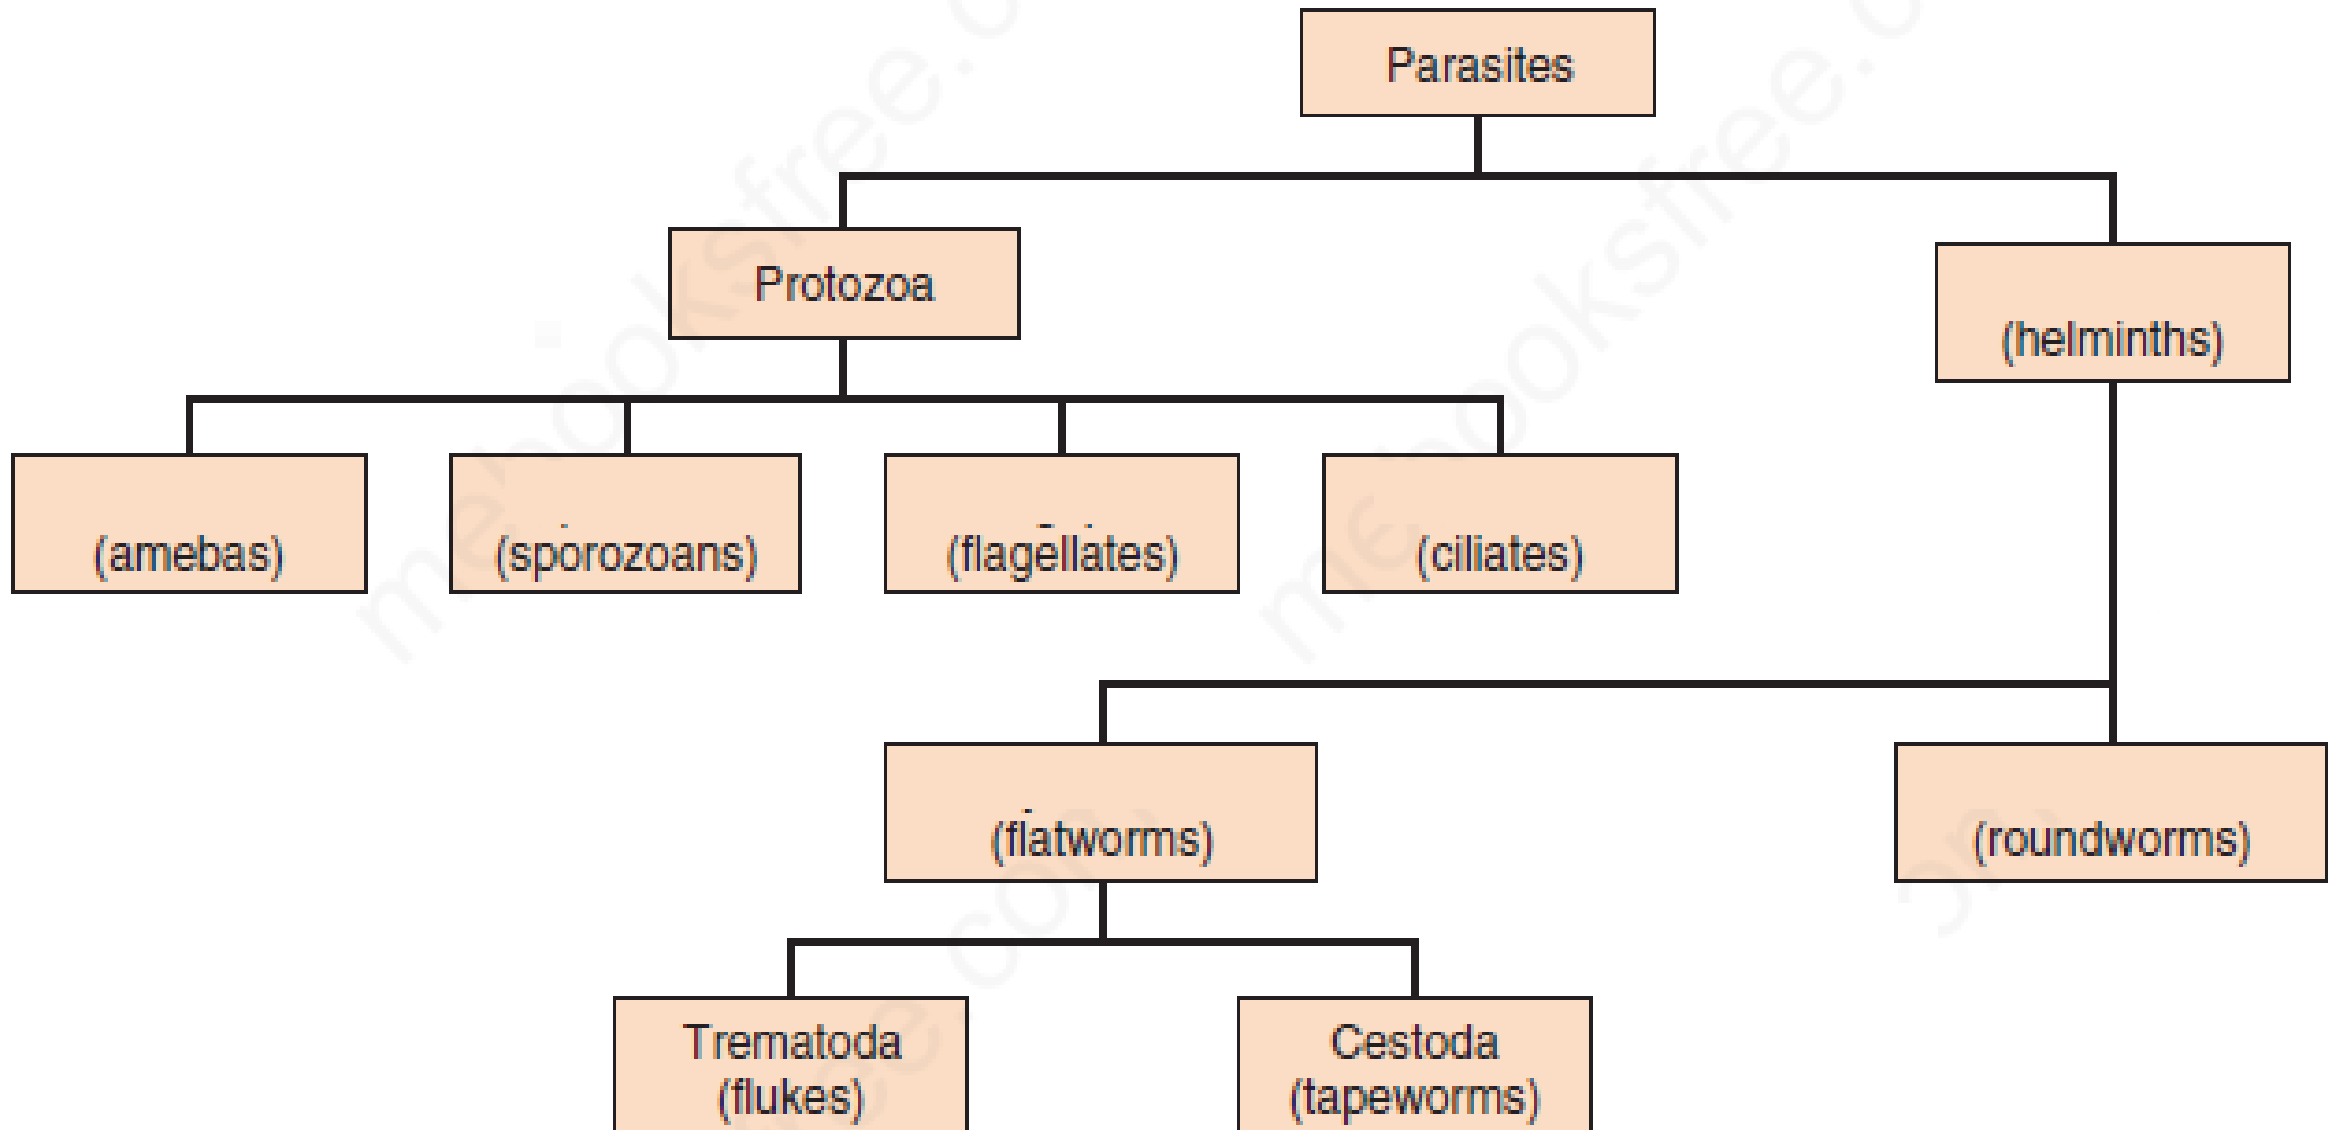 Parasites
Protozoa
(helminths)
(amebas)
(sporozoans)
(flagellates)
(ciliates)
(flatworms)
(roundworms)
Trematoda
(flukes)
Cestoda
(tapeworms)